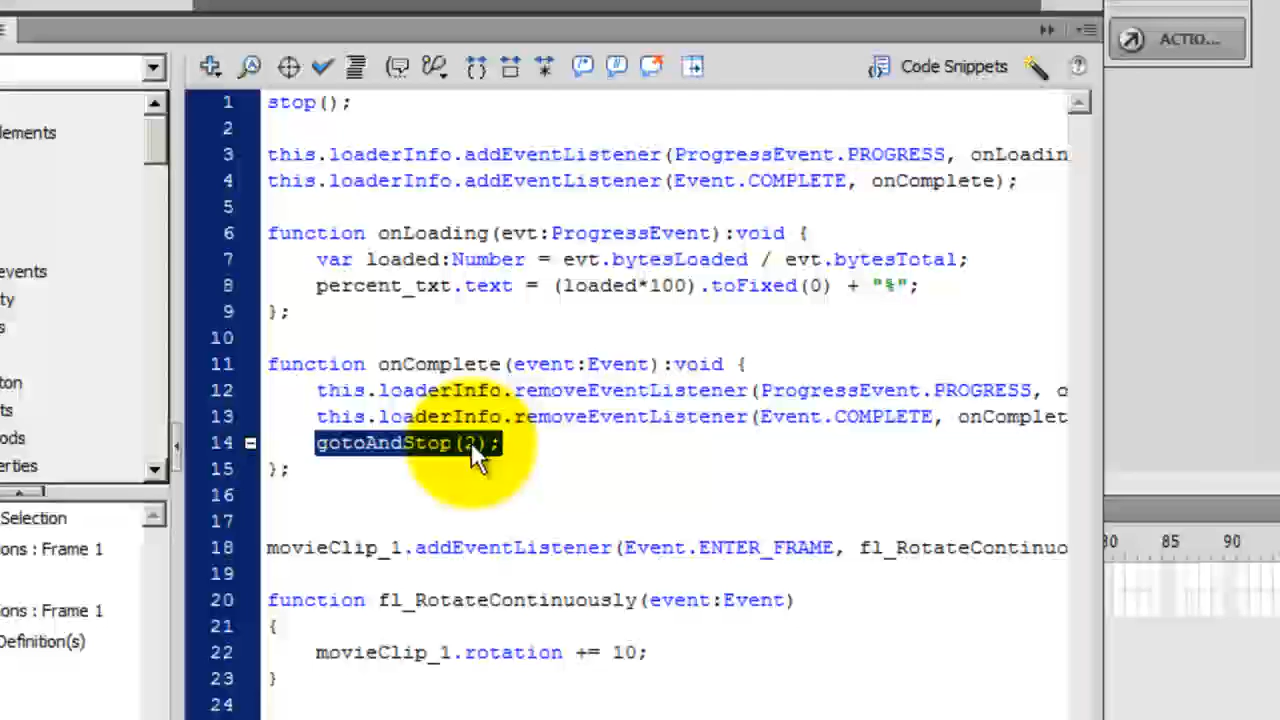 ACTIO...
Code Snippets
1 stop();
2
3 this.loaderInfo.addEventListener(ProgressEvent.PROGRESS, onLoadin
4 this.loaderInfo.addEventListener(Event.COMPLETE, onComplete);
5
6 function onLoading(evt:ProgressEvent):void {
7 var loaded:Number = evt.bytesLoaded / evt.bytesTotal;
8 percent_txt.text = (loaded*100).toFixed(0) + "%";
9 };
10
11 function onComplete(event:Event):void {
12 this.loaderInfo.removeEventListener(ProgressEvent.PROGRESS, o
13 this.loaderInfo.removeEventListener(Event.COMPLETE, onComplet
14 gotoAndStop(2);
15 };
16
17
18 movieClip_1.addEventListener(Event.ENTER_FRAME, fl_RotateContinuo
19
20 function fl_RotateContinuously(event:Event)
21 {
22 movieClip_1.rotation += 10;
23 }
24
lements
events
ty
s
ton
ts
ods
erties
Selection
ons : Frame 1
ons : Frame 1
Definition(s)
80 85 90